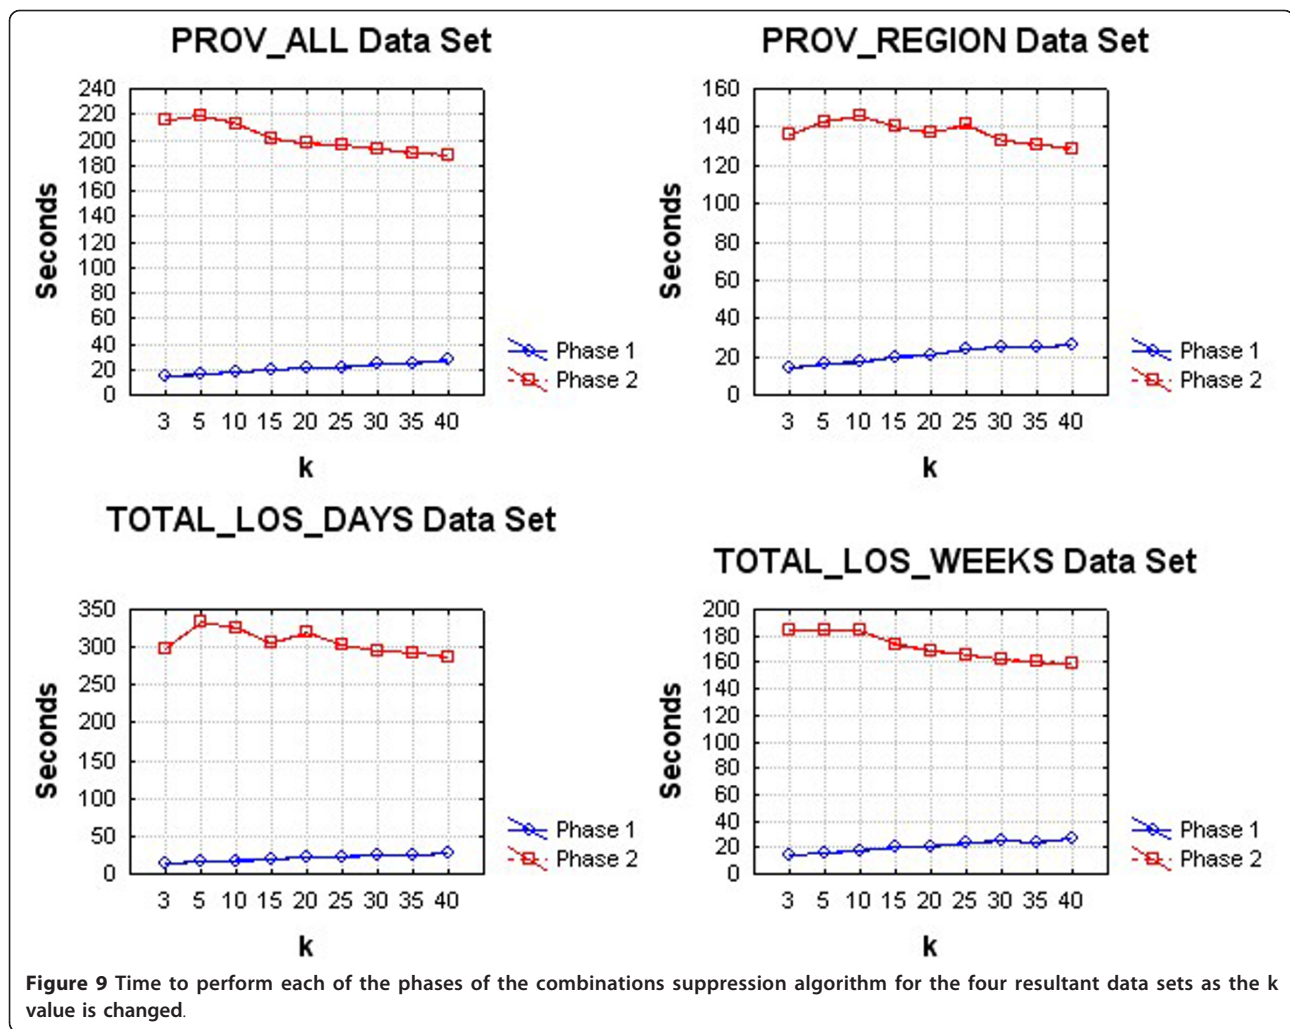 PROV_ALL Data Set
240
220
200
180
160
140
120
100
80
60
40
20
0
Seconds
3 5 10 15 20 25 30 35 40
k
Phase 1
Phase 2
PROV_REGION Data Set
160
140
120
100
80
60
40
20
0
Seconds
3 5 10 15 20 25 30 35 40
k
Phase 1
Phase 2
TOTAL_LOS_DAYS Data Set
350
300
250
200
150
100
50
0
Seconds
3 5 10 15 20 25 30 35 40
k
Phase 1
Phase 2
TOTAL_LOS_WEEKS Data Set
200
180
160
140
120
100
80
60
40
20
0
Seconds
3 5 10 15 20 25 30 35 40
k
Phase 1
Phase 2
Figure 9 Time to perform each of the phases of the combinations suppression algorithm for the four resultant data sets as the k
value is changed.